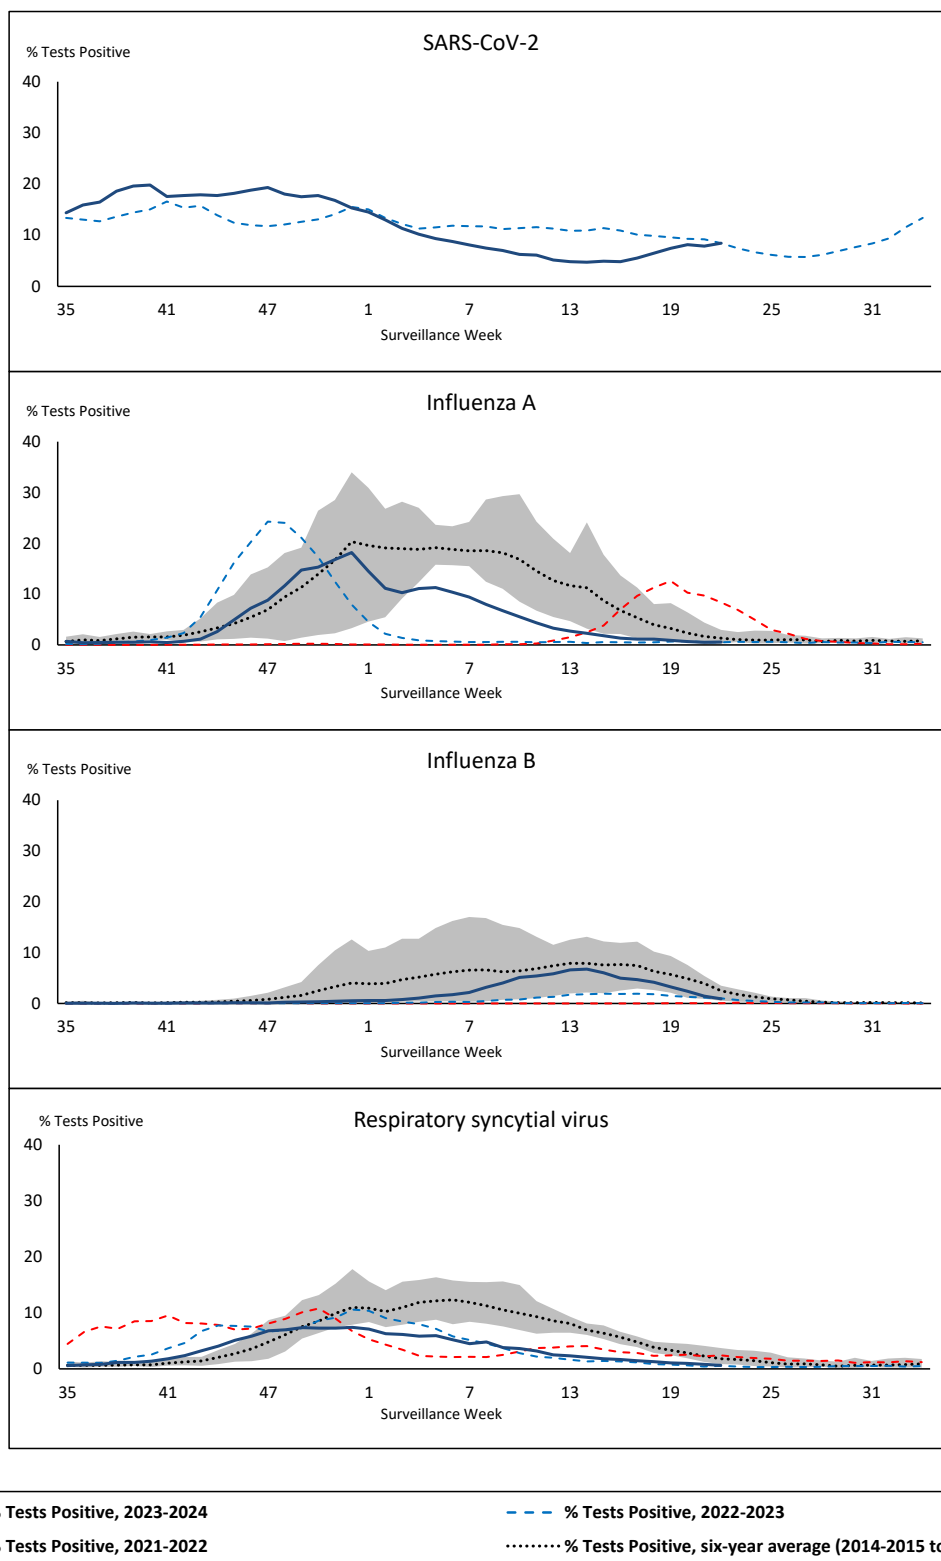 SARS-CoV-2
% Tests Positive
40
30
20
10
0
35 41 47 1 7 13 19 25 31
Surveillance Week
Influenza A
% Tests Positive
40
30
20
10
0
35 41 47 1 7 13 19 25 31
Surveillance Week
Influenza B
% Tests Positive
40
30
20
10
0
35 41 47 1 7 13 19 25 31
Surveillance Week
Respiratory syncytial virus
% Tests Positive
40
30
20
10
0
35 41 47 1 7 13 19 25 31
Surveillance Week
Tests Positive, 2023-2024
% Tests Positive, 2022-2023
Tests Positive, 2021-2022
% Tests Positive, six-year average (2014-2015 to